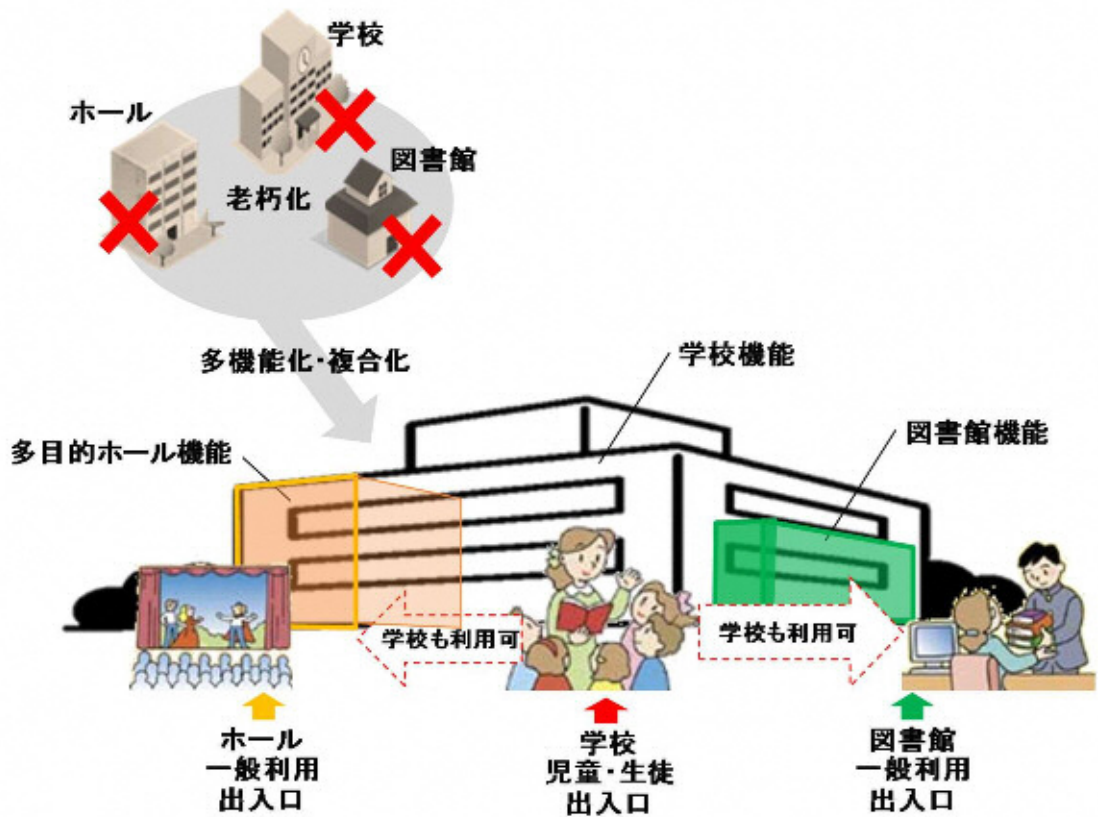 学校
ホール
図書館
老朽化
多機能化・複合化
学校機能
図書館機能
多目的ホール機能
学校も利用可
学校も利用可
ホール
一般利用
出入口
学校
児童・生徒
出入口
図書館
一般利用
出入口